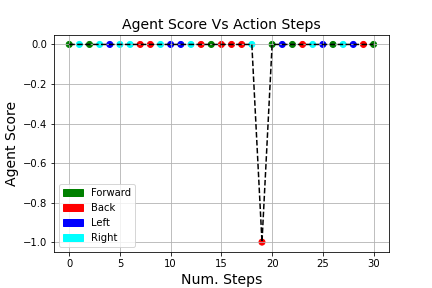 Agent Score Vs Action Steps
Agent Score
0.0
−0.2
−0.4
−0.6
−0.8
−1.0
Forward
Back
Left
Right
0 5 10 15 20 25 30
Num. Steps